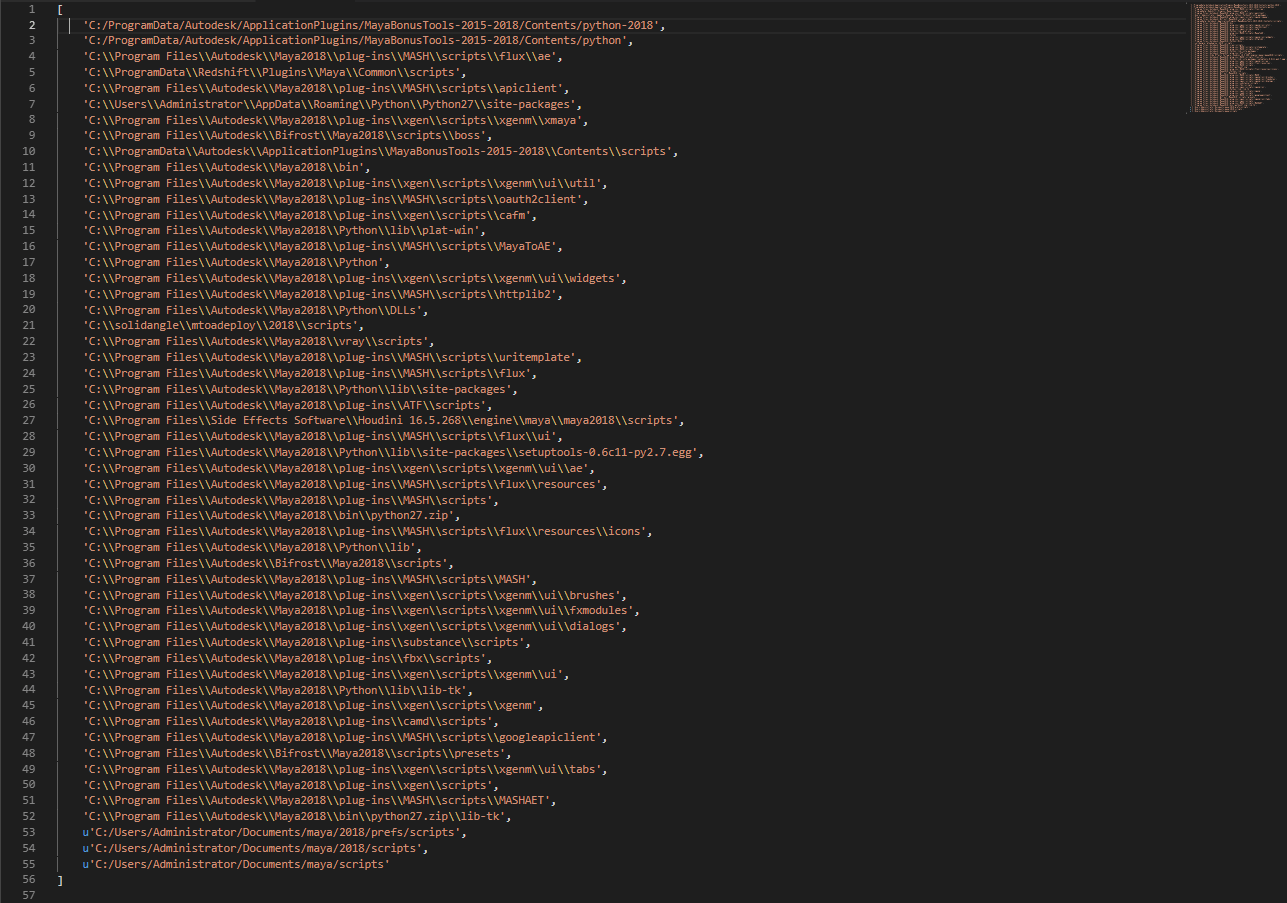 1 [
2 'C:/ProgramData/Autodesk/ApplicationPlugins/MayaBonusTools-2015-2018/Contents/python-2018',
3 'C:/ProgramData/Autodesk/ApplicationPlugins/MayaBonusTools-2015-2018/Contents/python',
4 'C:\\Program Files\\Autodesk\\Maya2018\\plug-ins\\MASH\\scripts\\flux\\ae',
5 'C:\\ProgramData\\Redshift\\Plugins\\Maya\\Common\\scripts',
6 'C:\\Program Files\\Autodesk\\Maya2018\\plug-ins\\MASH\\scripts\\apiclient',
7 'C:\\Users\\Administrator\\AppData\\Roaming\\Python\\Python27\\site-packages',
8 'C:\\Program Files\\Autodesk\\Maya2018\\plug-ins\\xgen\\scripts\\xgenm\\xmaya',
9 'C:\\Program Files\\Autodesk\\Bifrost\\Maya2018\\scripts\\boss',
10 'C:\\ProgramData\\Autodesk\\ApplicationPlugins\\MayaBonusTools-2015-2018\\Contents\\scripts',
11 'C:\\Program Files\\Autodesk\\Maya2018\\bin',
12 'C:\\Program Files\\Autodesk\\Maya2018\\plug-ins\\xgen\\scripts\\xgenm\\ui\\util',
13 'C:\\Program Files\\Autodesk\\Maya2018\\plug-ins\\MASH\\scripts\\oauth2client',
14 'C:\\Program Files\\Autodesk\\Maya2018\\plug-ins\\xgen\\scripts\\cafm',
15 'C:\\Program Files\\Autodesk\\Maya2018\\Python\\lib\\plat-win',
16 'C:\\Program Files\\Autodesk\\Maya2018\\plug-ins\\MASH\\scripts\\MayaToAE',
17 'C:\\Program Files\\Autodesk\\Maya2018\\Python',
18 'C:\\Program Files\\Autodesk\\Maya2018\\plug-ins\\xgen\\scripts\\xgenm\\ui\\widgets',
19 'C:\\Program Files\\Autodesk\\Maya2018\\plug-ins\\MASH\\scripts\\httplib2',
20 'C:\\Program Files\\Autodesk\\Maya2018\\Python\\DLLs',
21 'C:\\solidangle\\mtoadeploy\\2018\\scripts',
22 'C:\\Program Files\\Autodesk\\Maya2018\\vray\\scripts',
23 'C:\\Program Files\\Autodesk\\Maya2018\\plug-ins\\MASH\\scripts\\uritemplate',
24 'C:\\Program Files\\Autodesk\\Maya2018\\plug-ins\\MASH\\scripts\\flux',
25 'C:\\Program Files\\Autodesk\\Maya2018\\Python\\lib\\site-packages',
26 'C:\\Program Files\\Autodesk\\Maya2018\\plug-ins\\ATF\\scripts',
27 'C:\\Program Files\\Side Effects Software\\Houdini 16.5.268\\engine\\maya\\maya2018\\scripts',
28 'C:\\Program Files\\Autodesk\\Maya2018\\plug-ins\\MASH\\scripts\\flux\\ui',
29 'C:\\Program Files\\Autodesk\\Maya2018\\Python\\lib\\site-packages\\setuptools-0.6c11-py2.7.egg',
30 'C:\\Program Files\\Autodesk\\Maya2018\\plug-ins\\xgen\\scripts\\xgenm\\ui\\ae',
31 'C:\\Program Files\\Autodesk\\Maya2018\\plug-ins\\MASH\\scripts\\flux\\resources',
32 'C:\\Program Files\\Autodesk\\Maya2018\\plug-ins\\MASH\\scripts',
33 'C:\\Program Files\\Autodesk\\Maya2018\\bin\\python27.zip',
34 'C:\\Program Files\\Autodesk\\Maya2018\\plug-ins\\MASH\\scripts\\flux\\resources\\icons',
35 'C:\\Program Files\\Autodesk\\Maya2018\\Python\\lib',
36 'C:\\Program Files\\Autodesk\\Bifrost\\Maya2018\\scripts',
37 'C:\\Program Files\\Autodesk\\Maya2018\\plug-ins\\MASH\\scripts\\MASH',
38 'C:\\Program Files\\Autodesk\\Maya2018\\plug-ins\\xgen\\scripts\\xgenm\\ui\\brushes',
39 'C:\\Program Files\\Autodesk\\Maya2018\\plug-ins\\xgen\\scripts\\xgenm\\ui\\fxmodules',
40 'C:\\Program Files\\Autodesk\\Maya2018\\plug-ins\\xgen\\scripts\\xgenm\\ui\\dialogs',
41 'C:\\Program Files\\Autodesk\\Maya2018\\plug-ins\\substance\\scripts',
42 'C:\\Program Files\\Autodesk\\Maya2018\\plug-ins\\fbx\\scripts',
43 'C:\\Program Files\\Autodesk\\Maya2018\\plug-ins\\xgen\\scripts\\xgenm\\ui',
44 'C:\\Program Files\\Autodesk\\Maya2018\\Python\\lib\\lib-tk',
45 'C:\\Program Files\\Autodesk\\Maya2018\\plug-ins\\xgen\\scripts\\xgenm',
46 'C:\\Program Files\\Autodesk\\Maya2018\\plug-ins\\camd\\scripts',
47 'C:\\Program Files\\Autodesk\\Maya2018\\plug-ins\\MASH\\scripts\\googleapiclient',
48 'C:\\Program Files\\Autodesk\\Bifrost\\Maya2018\\scripts\\presets',
49 'C:\\Program Files\\Autodesk\\Maya2018\\plug-ins\\xgen\\scripts\\xgenm\\ui\\tabs',
50 'C:\\Program Files\\Autodesk\\Maya2018\\plug-ins\\xgen\\scripts',
51 'C:\\Program Files\\Autodesk\\Maya2018\\plug-ins\\MASH\\scripts\\MASHAET',
52 'C:\\Program Files\\Autodesk\\Maya2018\\bin\\python27.zip\\lib-tk',
53 u'C:/Users/Administrator/Documents/maya/2018/prefs/scripts',
54 u'C:/Users/Administrator/Documents/maya/2018/scripts',
55 u'C:/Users/Administrator/Documents/maya/scripts'
56 ]
57